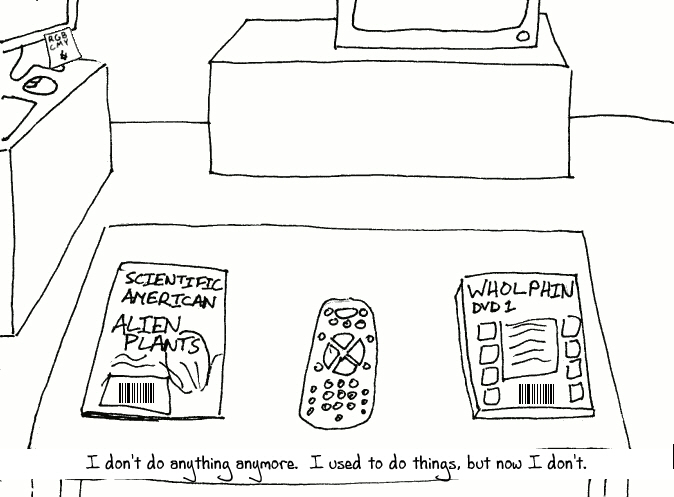 RGB
CMY
K
SCIENTIFIC
AMERICAN
ALIEN
PLANTS
WHOLPHIN
DVD 1
I don't do anything anymore. I used to do things, but now I don't.